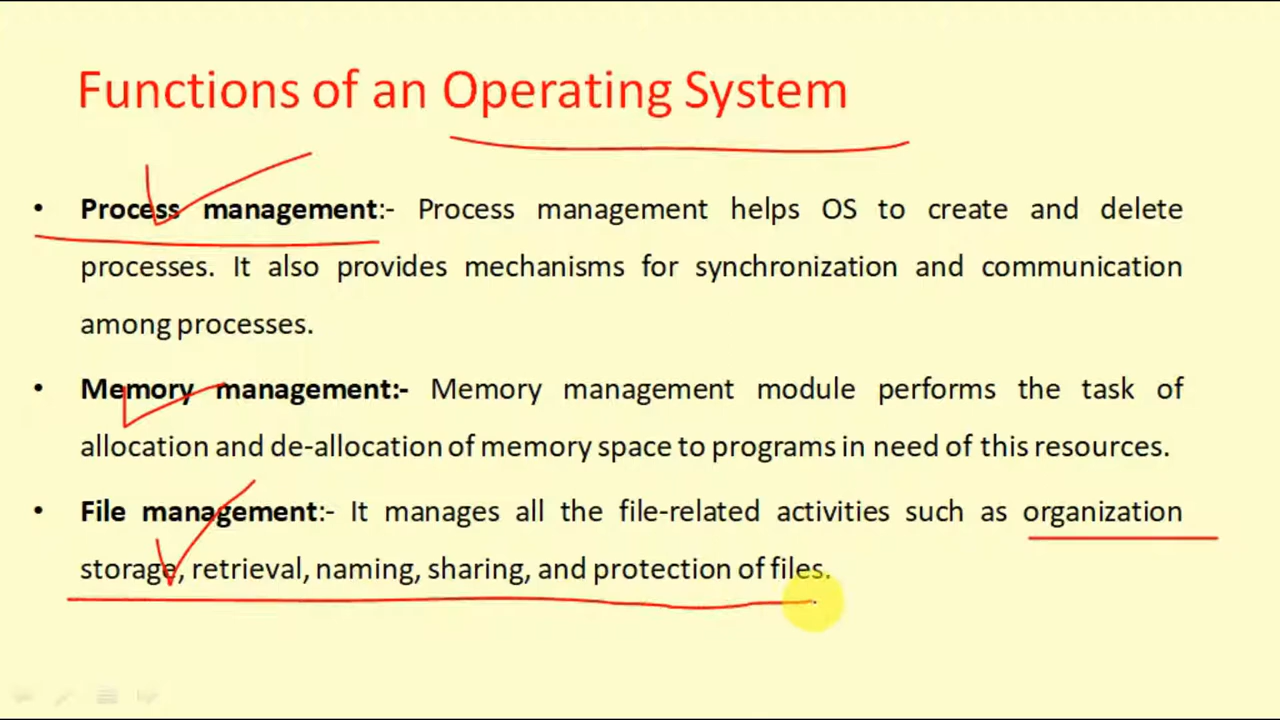 Functions of an Operating System
• Process management:- Process management helps OS to create and delete
processes. It also provides mechanisms for synchronization and communication
among processes.
• Memory management:- Memory management module performs the task of
allocation and de-allocation of memory space to programs in need of this resources.
• File management:- It manages all the file-related activities such as organization
storage, retrieval, naming, sharing, and protection of files.